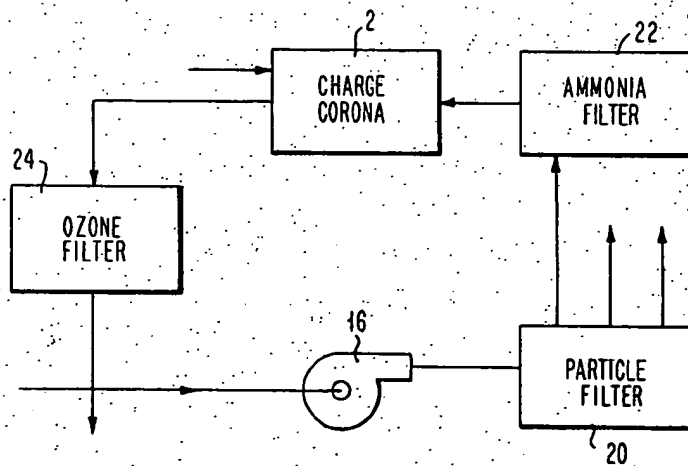 2
CHARGE
CORONA
22
AMMONIA
FILTER
24
OZONE
FILTER
16
PARTICLE
FILTER
20